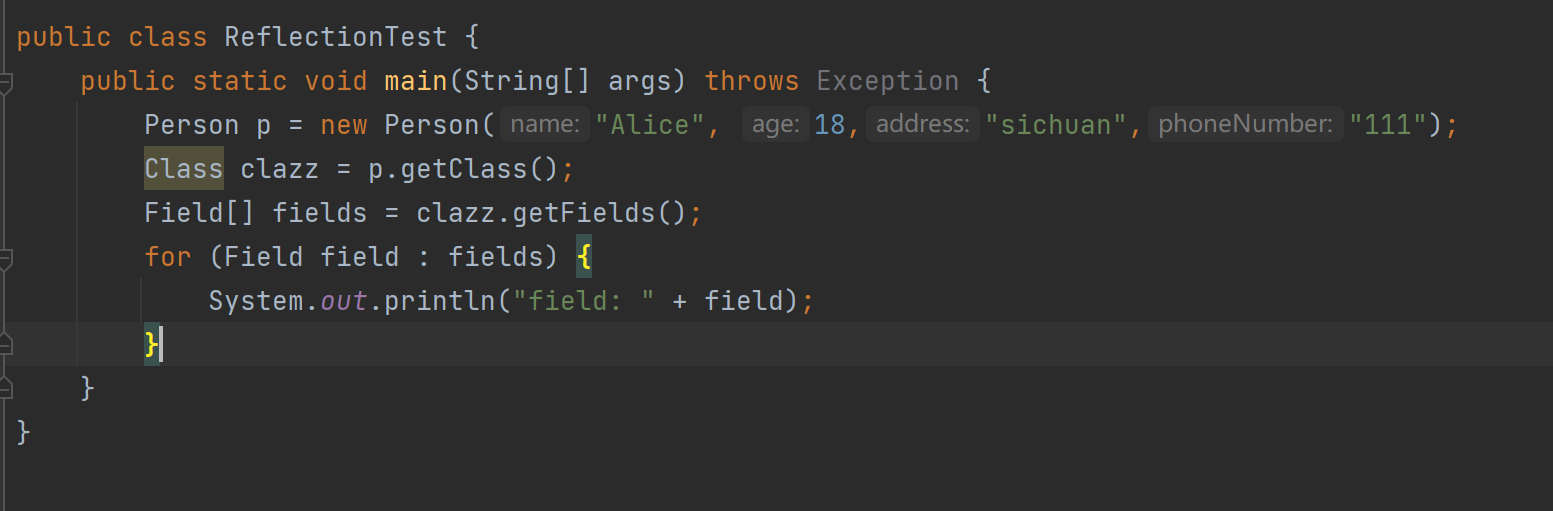 public class ReflectionTest {
    public static void main(String[] args) throws Exception {
        Person p = new Person( name: "Alice", age: 18, address: "sichuan", phoneNumber: "111");
        Class clazz = p.getClass();
        Field[] fields = clazz.getFields();
        for (Field field : fields) {
            System.out.println("field: " + field);
        }
    }
}